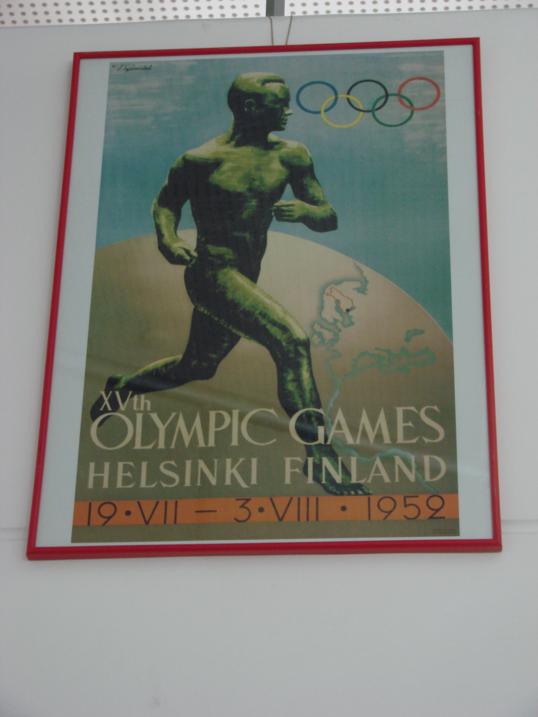 XVth
OLYMPIC GAMES
HELSINKI FINLAND
19·VII – 3·VIII·1952